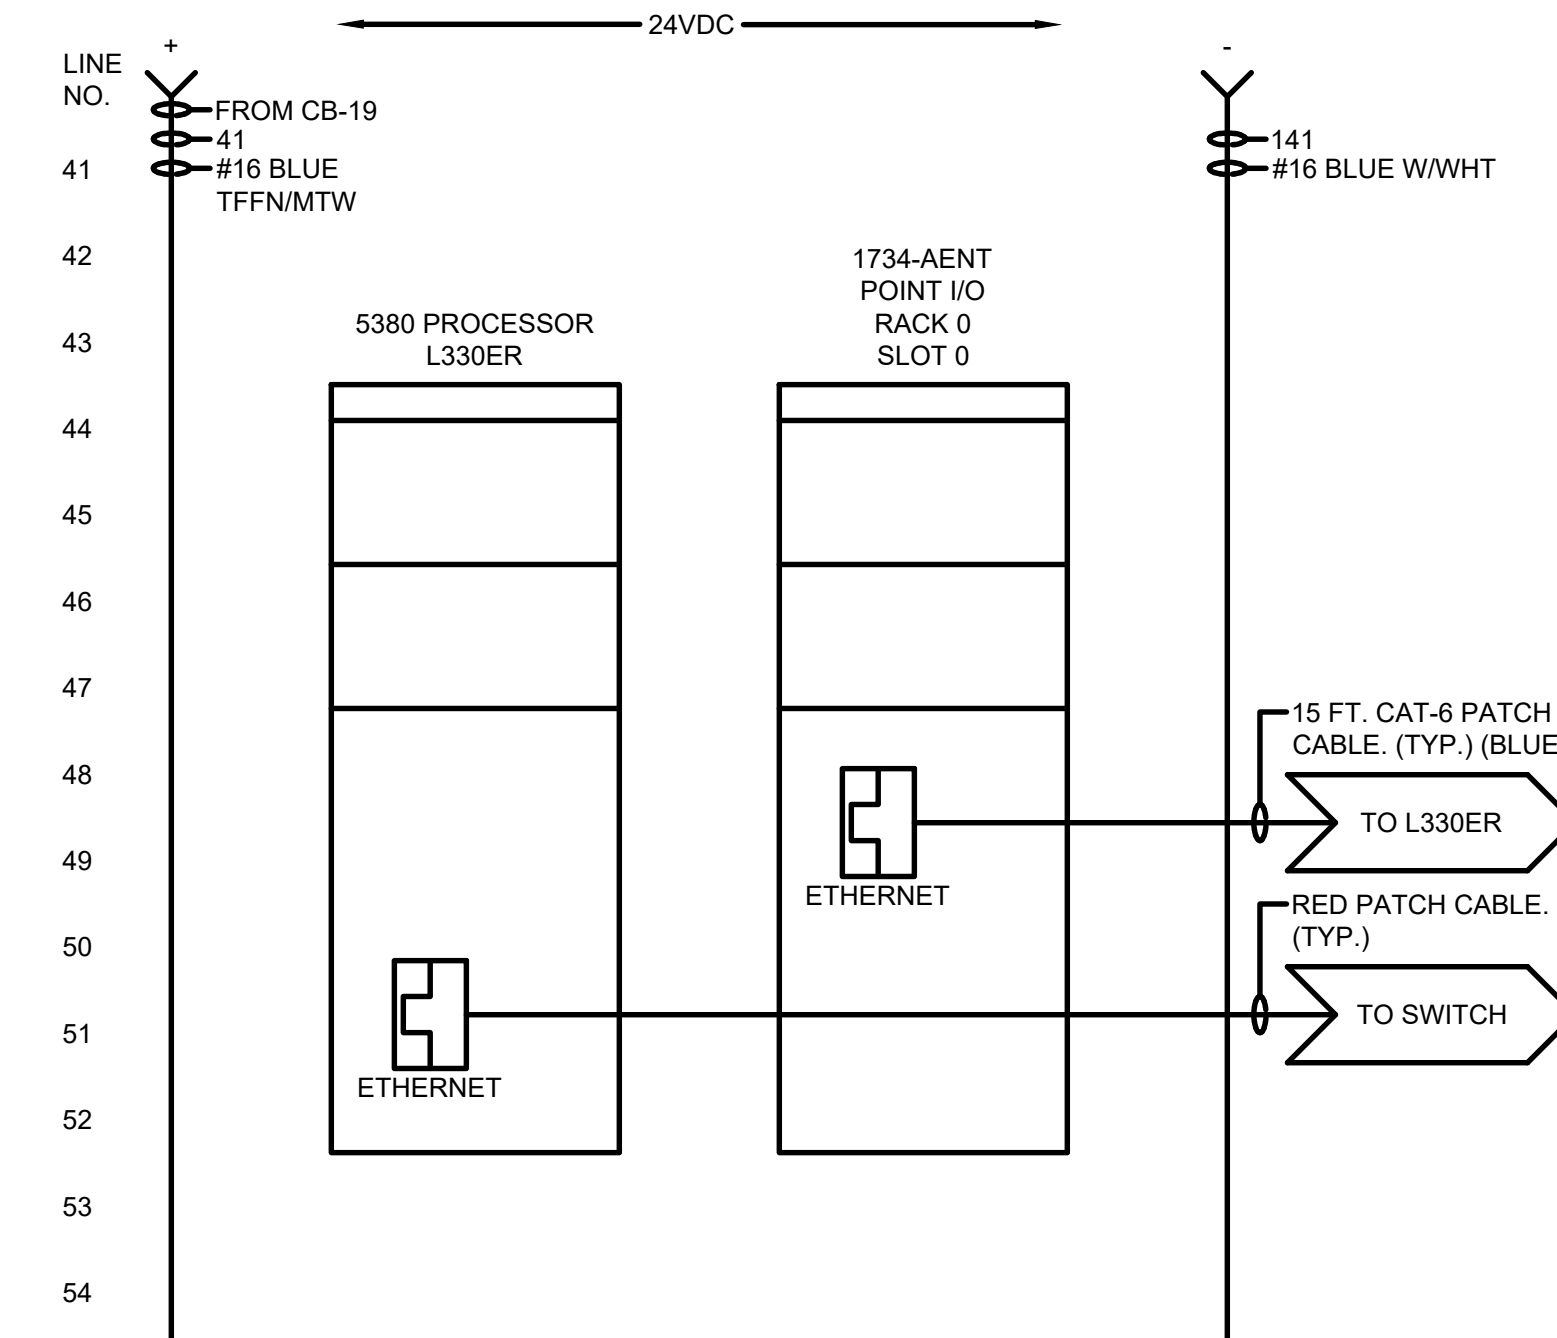 24VDC
+
-
LINE
NO.
FROM CB-19
41
141
41
#16 BLUE
TFFN/MTW
#16 BLUE W/WHT
42
1734-AENT
POINT I/O
RACK 0
SLOT 0
5380 PROCESSOR
L330ER
43
44
45
46
47
15 FT. CAT-6 PATCH
CABLE. (TYP.) (BLUE
48
TO L330ER
49
ETHERNET
RED PATCH CABLE.
(TYP.)
50
TO SWITCH
51
ETHERNET
52
53
54